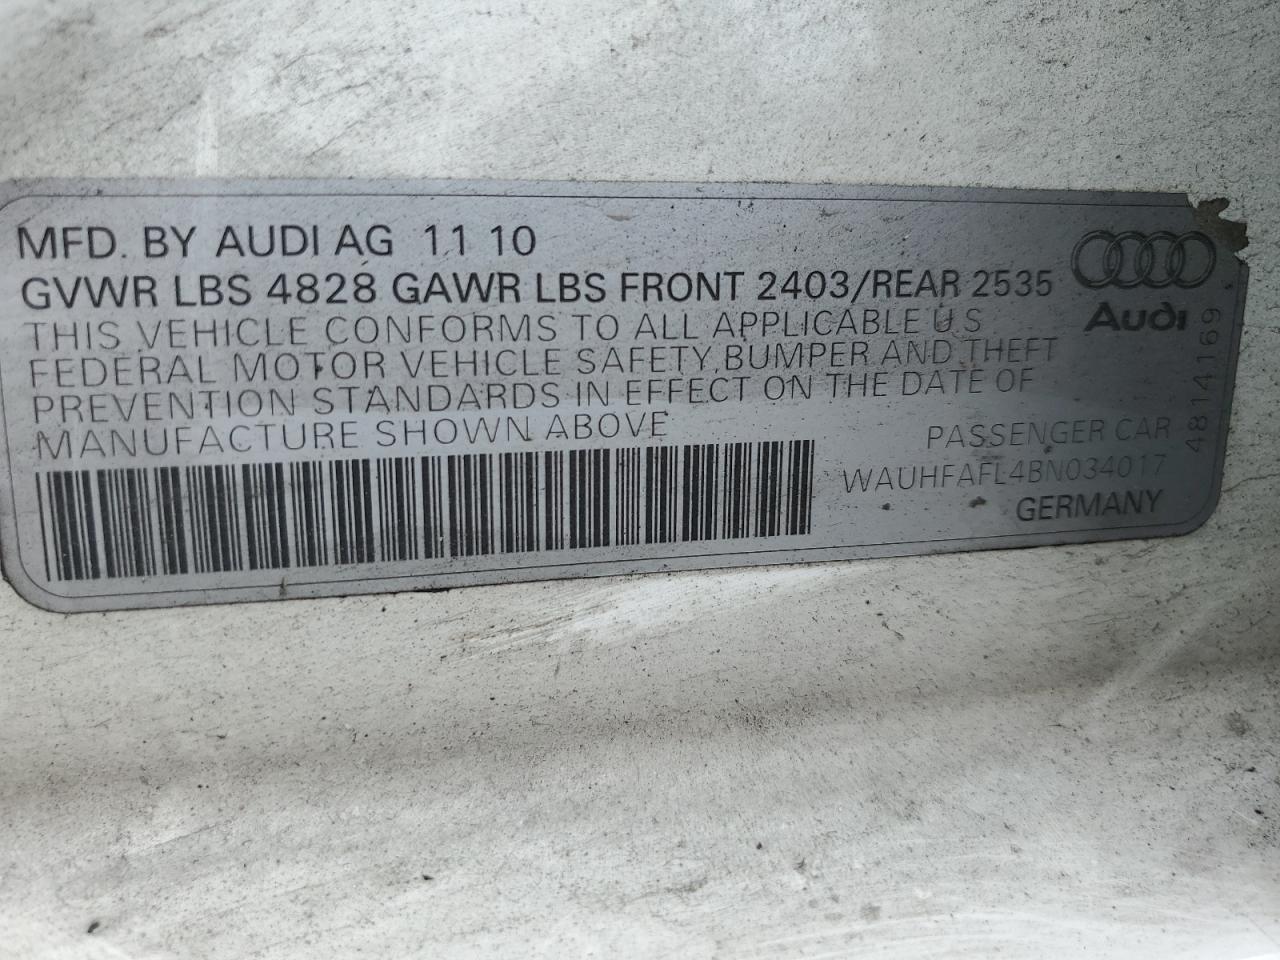 MFD. BY AUDI AG 11 10
GVWR LBS 4828 GAWR LBS FRONT 2403/REAR 2535
THIS VEHICLE CONFORMS TO ALL APPLICABLE U.S
FEDERAL MOTOR VEHICLE SAFETY, BUMPER AND THEFT
PREVENTION STANDARDS IN EFFECT ON THE DATE OF
MANUFACTURE SHOWN ABOVE
PASSENGER CAR
WAUHFAFL4BN034017
GERMANY
Audi
4814169